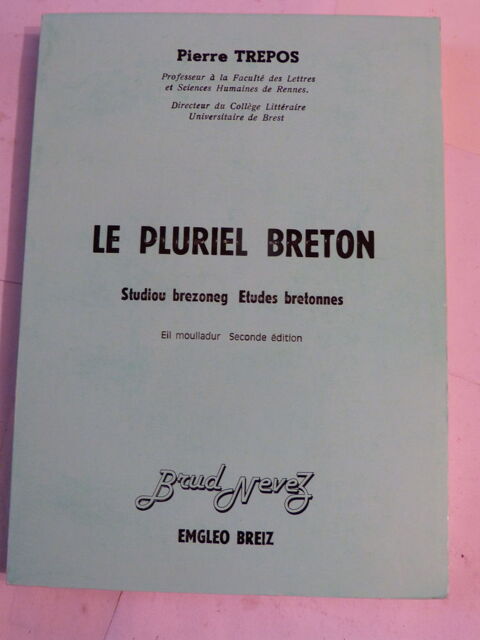 Pierre TREPOS
Professeur à la Faculté des Lettres
et Sciences Humaines de Rennes.
Directeur du Collège Littéraire
Universitaire de Brest
LE PLURIEL BRETON
Studiou brezoneg Etudes bretonnes
Eil moulladur Seconde édition
Brud Nevez
EMGLEO BREIZ